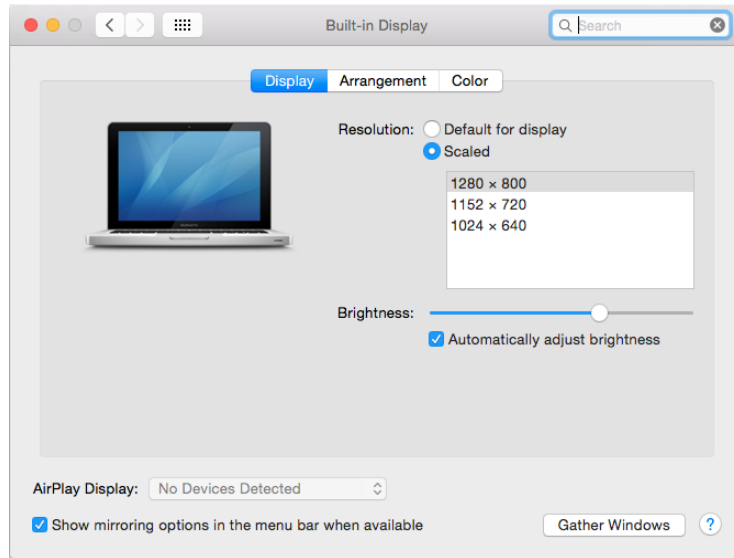 Built-in Display
Search
Display Arrangement Color
Resolution: Default for display
Scaled
1280 × 800
1152 × 720
1024 × 640
Brightness:
Automatically adjust brightness
AirPlay Display: No Devices Detected
Show mirroring options in the menu bar when available
Gather Windows ?